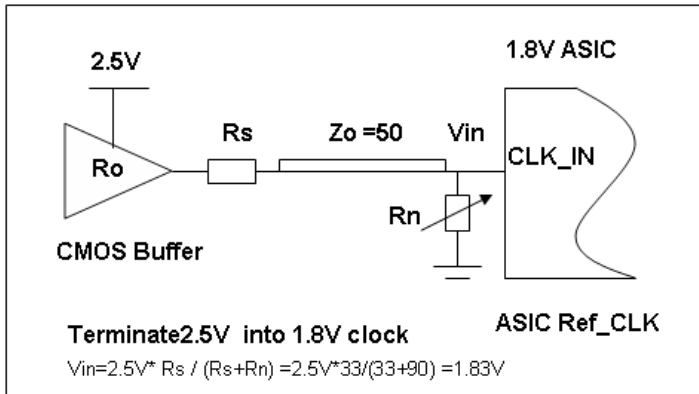 2.5V
1.8V ASIC
Rs
Zo =50
Vin
Ro
CLK_IN
Rn
CMOS Buffer
ASIC Ref_CLK
Terminate2.5V into 1.8V clock
Vin=2.5V* Rs / (Rs+Rn) =2.5V*33/(33+90) =1.83V